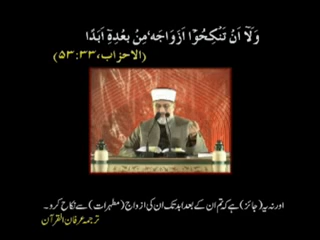 وَلَآ اَنْ تَنْكِحُوْٓا اَزْوَاجَهٗ مِنْۢ بَعْدِهٖٓ اَبَدًا
(الاحزاب، ۳۳:۵۳)
اور نہ یہ (جائز) ہے کہ تم ان کے بعد ابد تک ان کی ازواجِ (مطہرات) سے نکاح کرو۔
ترجمہ عرفان القرآن